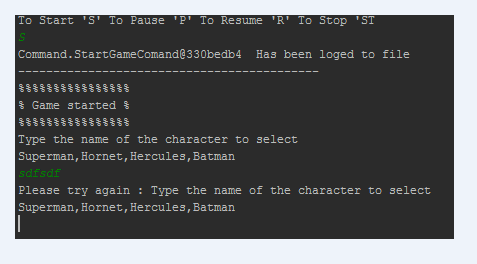 To Start 'S' To Pause 'P' To Resume 'R' To Stop 'ST
S
Command.StartGameComand@330bedb4  Has been loged to file
-------------------------------------------
%%%%%%%%%%%%%%%%
% Game started %
%%%%%%%%%%%%%%%%
Type the name of the character to select
Superman,Hornet,Hercules,Batman
sdfsdf
Please try again : Type the name of the character to select
Superman,Hornet,Hercules,Batman